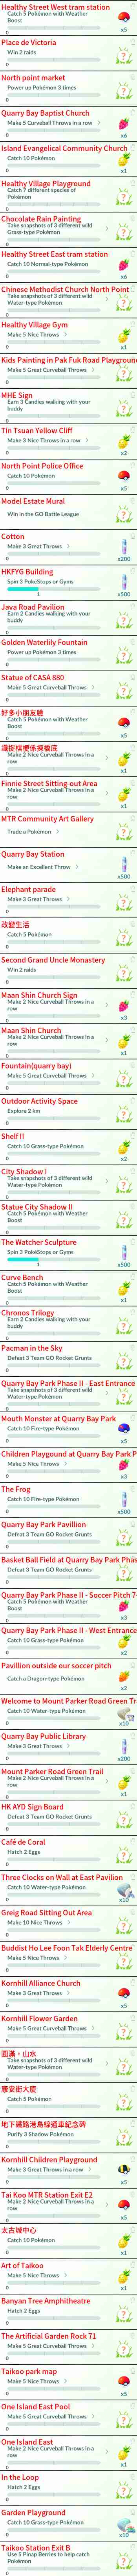 Healthy Street West tram station
Catch 5 Pokémon with Weather
Boost
0
x5
Place de Victoria
Win 2 raids
0
North point market
Power up Pokémon 3 times
0
Quarry Bay Baptist Church
Make 5 Curveball Throws in a row
0
x6
Island Evangelical Community Church
Catch 10 Pokémon
0
x1
Healthy Village Playground
Catch 7 different species of
Pokémon
0
Chocolate Rain Painting
Take snapshots of 3 different wild
Grass-type Pokémon
0
Healthy Street East tram station
Catch 10 Normal-type Pokémon
0
x6
Chinese Methodist Church North Point
Take snapshots of 3 different wild
Water-type Pokémon
0
Healthy Village Gym
Make 5 Nice Throws
0
x1
Kids Painting in Pak Fuk Road Playground
Make 5 Great Curveball Throws
0
MHE Sign
Earn 3 Candies walking with your
buddy
0
Tin Tsuan Yellow Cliff
Make 3 Nice Throws in a row
0
x2
North Point Police Office
Catch 10 Pokémon
0
x5
Model Estate Mural
Win in the GO Battle League
0
Cotton
Make 3 Great Throws
0
x200
HKFYG Building
Spin 3 PokéStops or Gyms
1
x500
Java Road Pavilion
Earn 2 Candies walking with your
buddy
0
Golden Waterlily Fountain
Power up Pokémon 3 times
0
Statue of CASA 880
Make 5 Great Curveball Throws
0
好多小朋友臉
Catch 5 Pokémon with Weather
Boost
0
x5
Make 2 Nice Curveball Throws in a
row
0
x1
Finnie Street Sitting-out Area
Make 2 Nice Curveball Throws in a
row
0
x1
MTR Community Art Gallery
Trade a Pokémon
0
Quarry Bay Station
Make an Excellent Throw
0
x500
Elephant parade
Make 3 Great Throws
0
改變生活
Catch 5 Pokémon
0
Second Grand Uncle Monastery
Win 2 raids
0
Maan Shin Church Sign
Make 2 Nice Curveball Throws in a
row
0
x3
Maan Shin Church
Make 2 Nice Curveball Throws in a
row
0
x1
Fountain(quarry bay)
Make 5 Great Curveball Throws
0
Outdoor Activity Space
Explore 2 km
0
Shelf II
Catch 10 Grass-type Pokémon
0
x2
City Shadow I
Take snapshots of 3 different wild
Water-type Pokémon
0
Statue City Shadow II
Catch 5 Pokémon with Weather
Boost
0
The Watcher Sculpture
Spin 3 PokéStops or Gyms
1
x500
Curve Bench
Catch 5 Pokémon with Weather
Boost
0
x1
Chronos Trilogy
Earn 2 Candies walking with your
buddy
0
Pacman in the Sky
Defeat 3 Team GO Rocket Grunts
0
Quarry Bay Park Phase II - East Entrance
Take snapshots of 3 different wild
Water-type Pokémon
0
Mouth Monster at Quarry Bay Park
Catch 10 Fire-type Pokémon
0
x5
Children Playground at Quarry Bay Park P
Make 5 Nice Throws
0
x3
The Frog
Catch 10 Fire-type Pokémon
0
x500
Quarry Bay Park Pavillion
Defeat 3 Team GO Rocket Grunts
0
Basket Ball Field at Quarry Bay Park Phas
Defeat 3 Team GO Rocket Grunts
0
Quarry Bay Park Phase II - Soccer Pitch 7-
Catch 5 Pokémon with Weather
Boost
0
x3
Quarry Bay Park Phase II - West Entrance
Catch 10 Grass-type Pokémon
0
x2
Pavillion outside our soccer pitch
Catch a Dragon-type Pokémon
0
x2
Welcome to Mount Parker Road Green Tr
Catch 10 Water-type Pokémon
0
x10
Quarry Bay Public Library
Make 3 Great Throws
0
x200
Mount Parker Road Green Trail
Make 2 Nice Curveball Throws in a
row
0
x1
HK AYD Sign Board
Defeat 3 Team GO Rocket Grunts
0
Café de Coral
Hatch 2 Eggs
0
Three Clocks on Wall at East Pavilion
Catch 10 Water-type Pokémon
0
x10
Greig Road Sitting Out Area
Make 10 Nice Throws
0
Buddist Ho Lee Foon Tak Elderly Centre
Make 5 Nice Throws
0
Kornhill Alliance Church
Make 3 Great Throws
0
x5
Kornhill Flower Garden
Make 5 Great Curveball Throws
0
圓滿・山水
Take snapshots of 3 different wild
Water-type Pokémon
0
康安街大廈
Catch 5 Pokémon
0
地下鐵路港島線通車紀念碑
Purify 3 Shadow Pokémon
0
Kornhill Children Playground
Make 3 Great Throws in a row
0
x5
Tai Koo MTR Station Exit E2
Make 2 Nice Curveball Throws in a
row
0
x5
太古城中心
Catch 10 Pokémon
0
x1
Art of Taikoo
Make 5 Nice Throws
0
x1
Banyan Tree Amphitheatre
Hatch 2 Eggs
0
The Artificial Garden Rock 71
Make 5 Great Curveball Throws
0
Taikoo park map
Make 5 Nice Throws
0
x5
One Island East Pool
Make 5 Great Curveball Throws
0
One Island East
Make 2 Nice Curveball Throws in a
row
0
x1
In the Loop
Hatch 2 Eggs
0
Garden Playground
Catch 10 Grass-type Pokémon
0
x10
Taikoo Station Exit B
Use 5 Pinap Berries to help catch
Pokémon
0